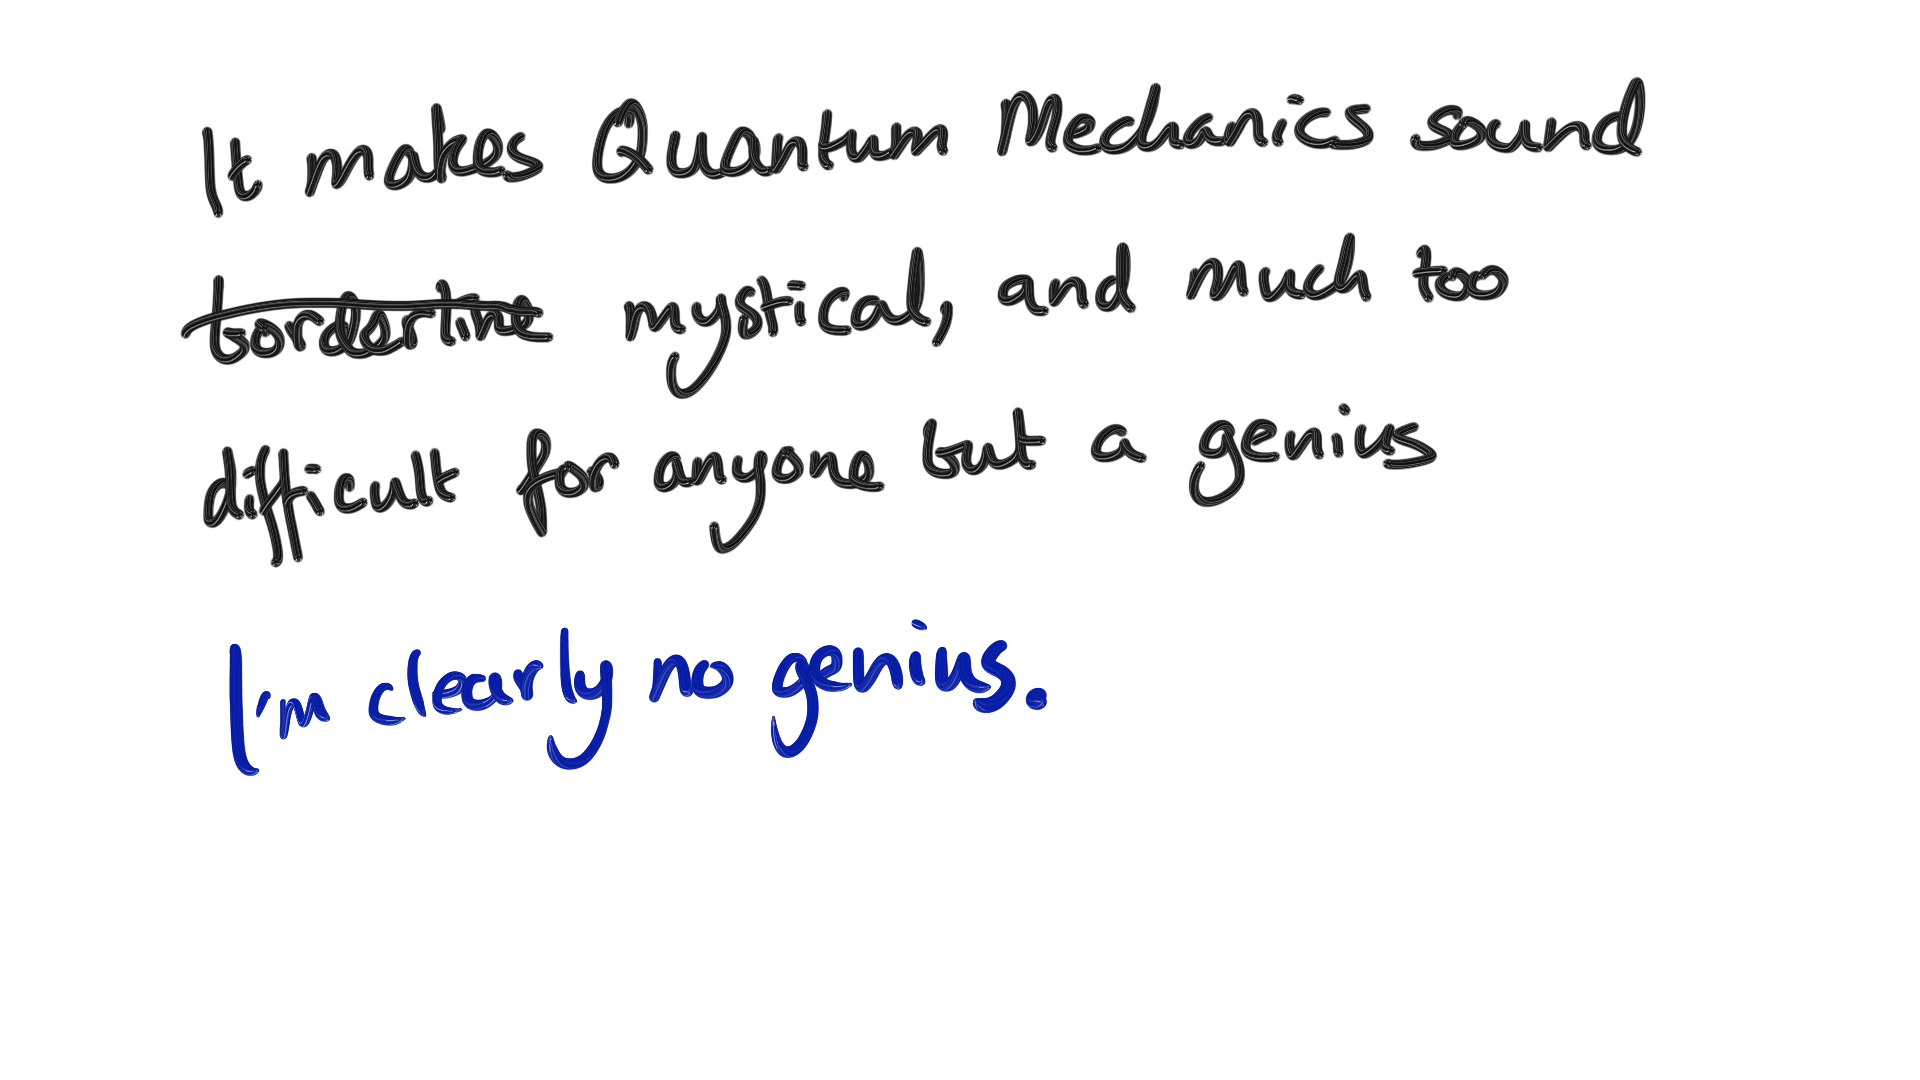 It makes Quantum Mechanics sound
borderline mystical, and much too
difficult for anyone but a genius
I'm clearly no genius.